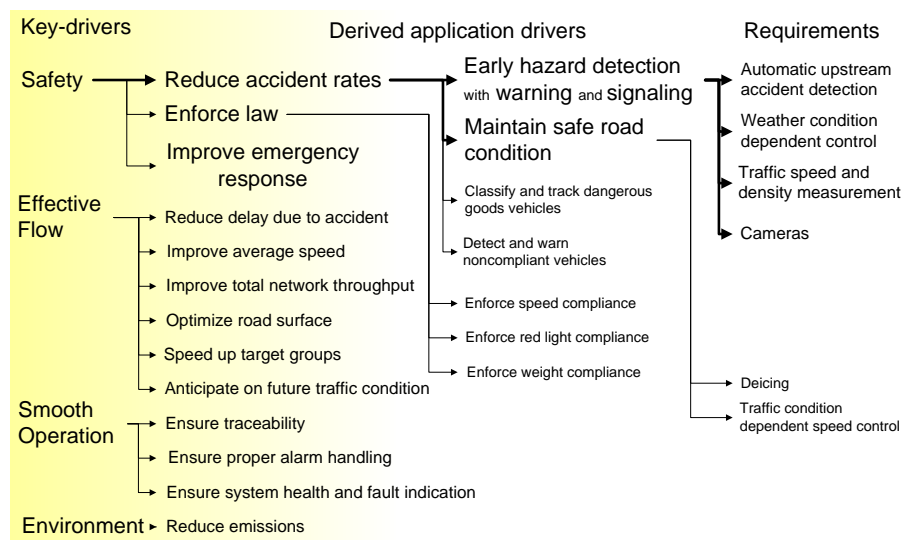 Key-drivers
Derived application drivers
Requirements
Safety
Reduce accident rates
Enforce law
Improve emergency
response
Effective
Flow
Reduce delay due to accident
Improve average speed
Improve total network throughput
Optimize road surface
Speed up target groups
Anticipate on future traffic condition
Smooth
Operation
Ensure traceability
Ensure proper alarm handling
Ensure system health and fault indication
Environment
Reduce emissions
Early hazard detection
with warning and signaling
Maintain safe road
condition
Classify and track dangerous
goods vehicles
Detect and warn
noncompliant vehicles
Enforce speed compliance
Enforce red light compliance
Enforce weight compliance
Automatic upstream
accident detection
Weather condition
dependent control
Traffic speed and
density measurement
Cameras
Deicing
Traffic condition
dependent speed control